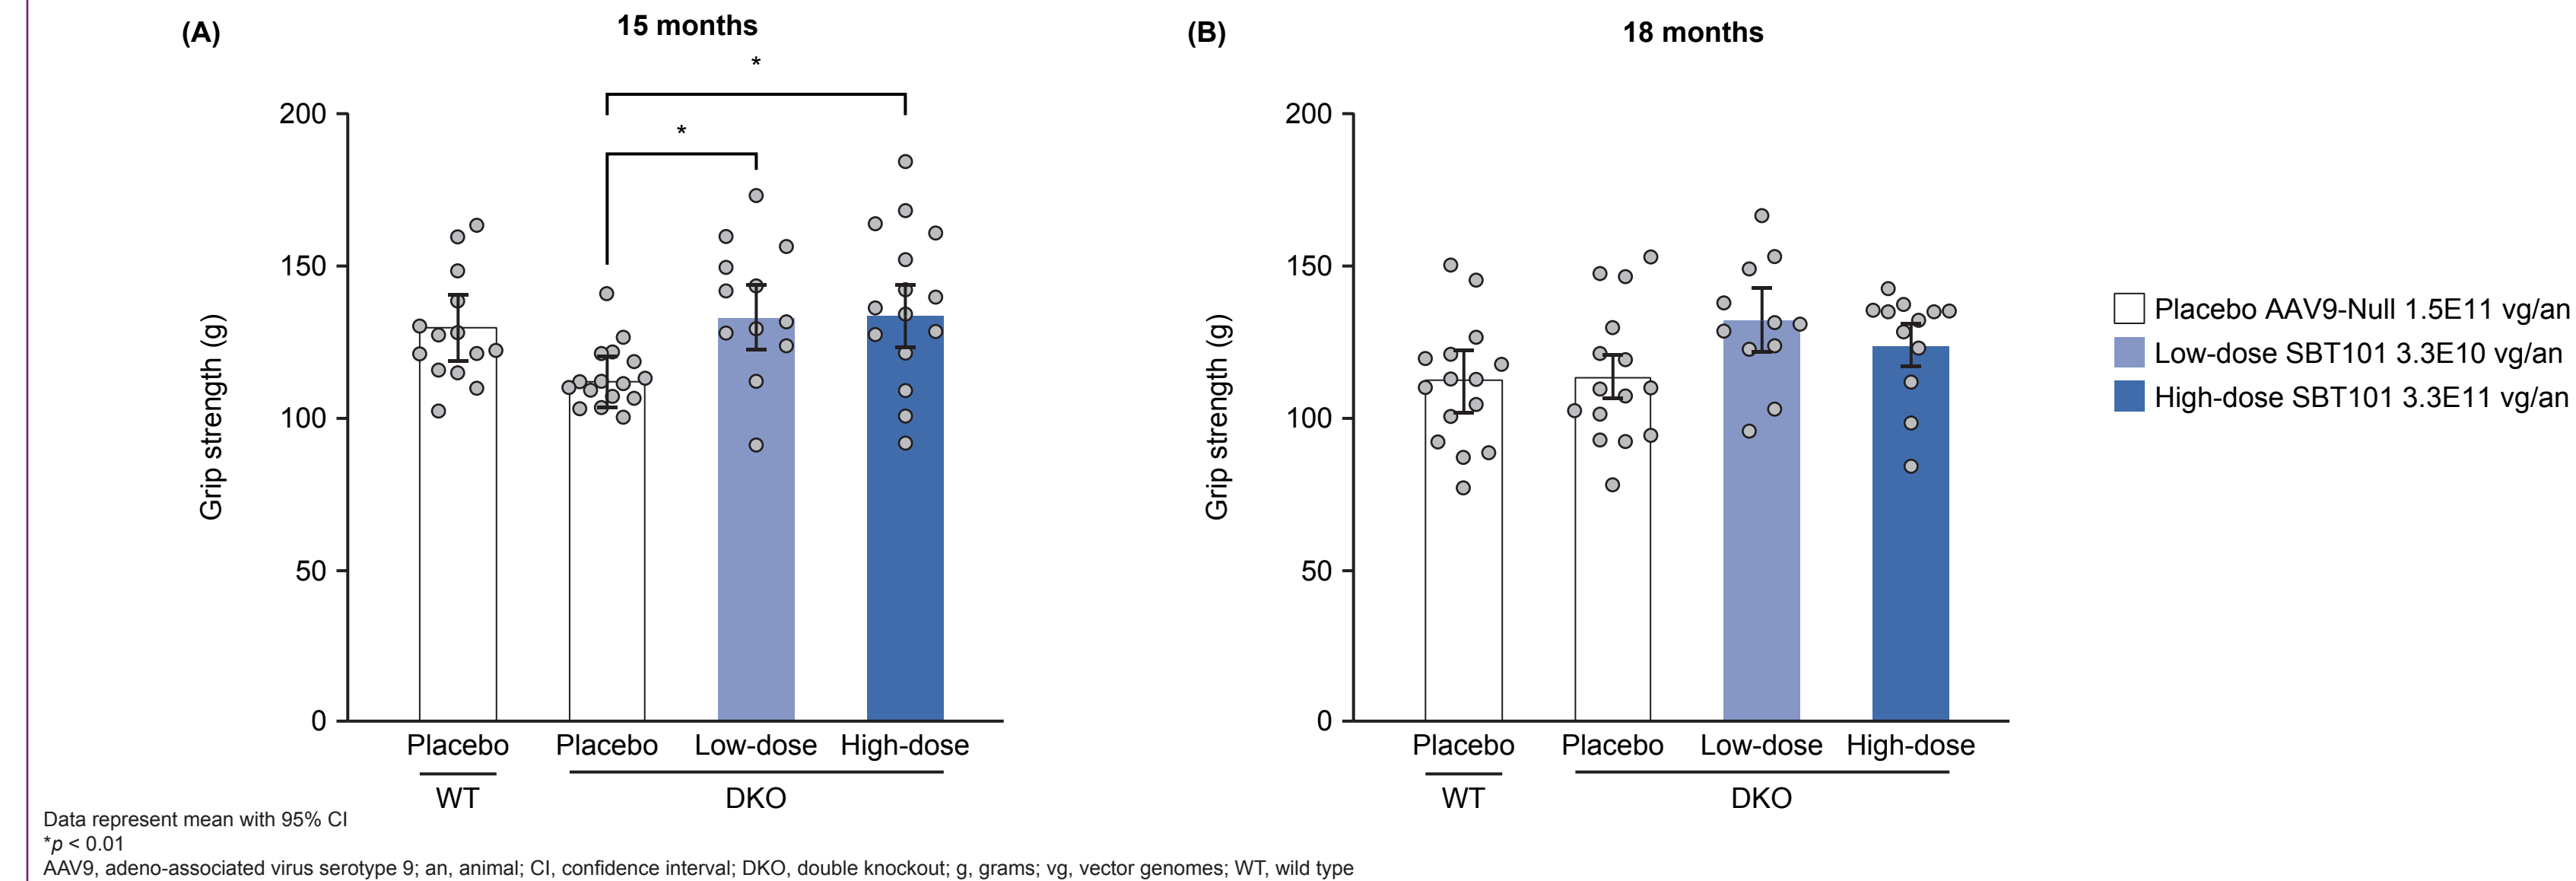 (A)
15 months
*
*
200
150
100
50
0
Grip strength (g)
Placebo Placebo Low-dose High-dose
WT DKO
(B)
18 months
200
150
100
50
0
Grip strength (g)
Placebo Placebo Low-dose High-dose
WT DKO
Placebo AAV9-Null 1.5E11 vg/an
Low-dose SBT101 3.3E10 vg/an
High-dose SBT101 3.3E11 vg/an
Data represent mean with 95% CI
*p < 0.01
AAV9, adeno-associated virus serotype 9; an, animal; CI, confidence interval; DKO, double knockout; g, grams; vg, vector genomes; WT, wild type